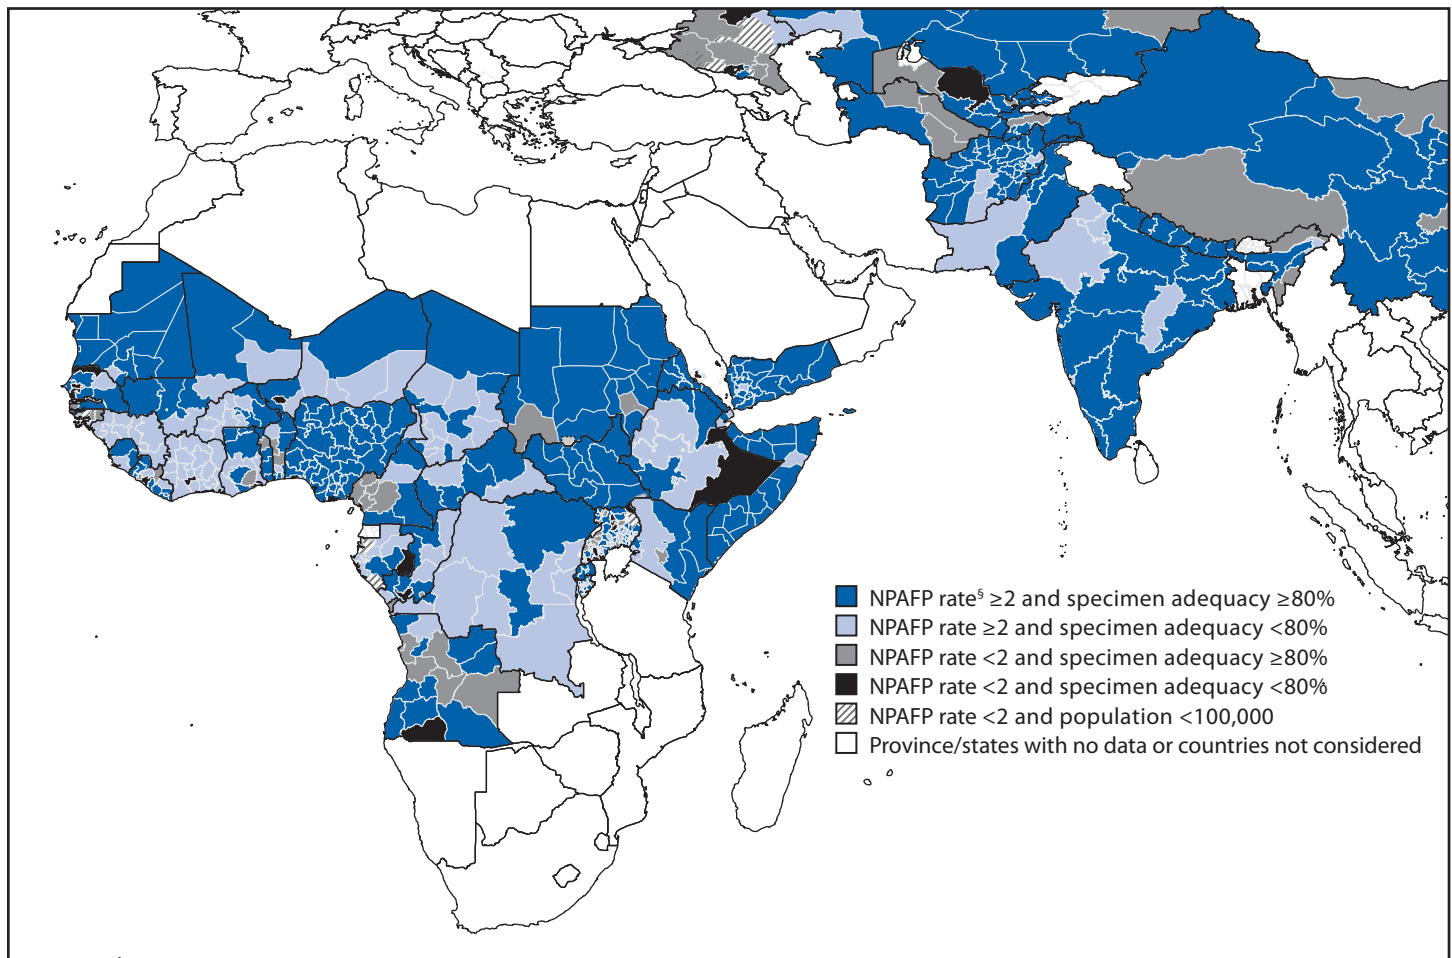 NPAFP rate§ ≥2 and specimen adequacy ≥80%
NPAFP rate ≥2 and specimen adequacy <80%
NPAFP rate <2 and specimen adequacy ≥80%
NPAFP rate <2 and specimen adequacy <80%
NPAFP rate <2 and population <100,000
Province/states with no data or countries not considered